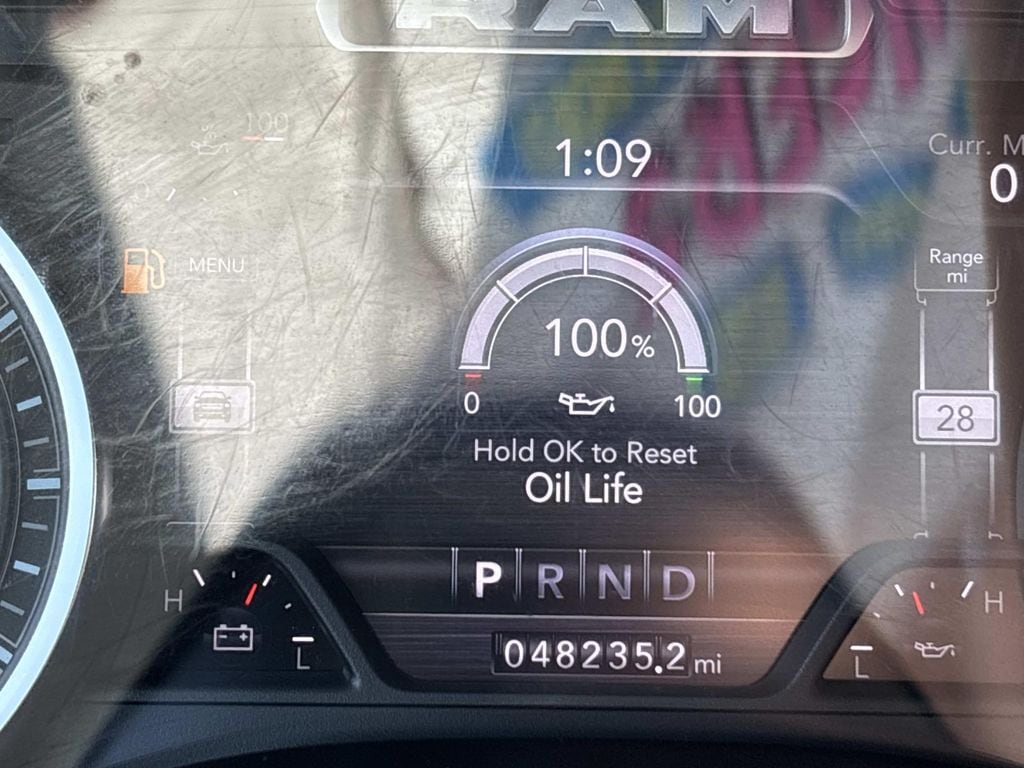 RAM
100
1:09
Curr. M
0
MENU
Range
mi
100%
0
100
28
Hold OK to Reset
Oil Life
P R N D
H
L
048235.2 mi
H
L